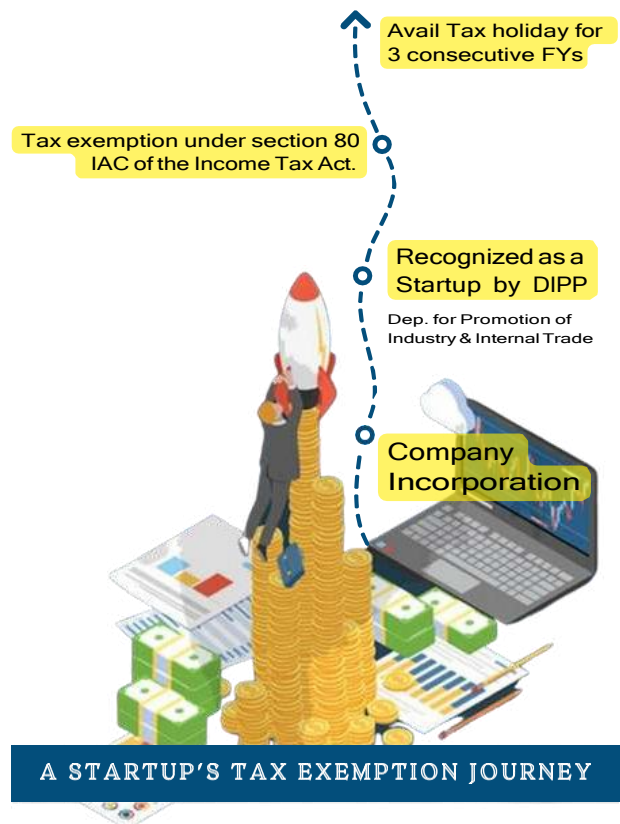 Avail Tax holiday for
3 consecutive FYs
Tax exemption under section 80
IAC of the Income Tax Act.
Recognized as a
Startup by DIPP
Dep. for Promotion of
Industry & Internal Trade
Company
Incorporation
A STARTUP'S TAX EXEMPTION JOURNEY